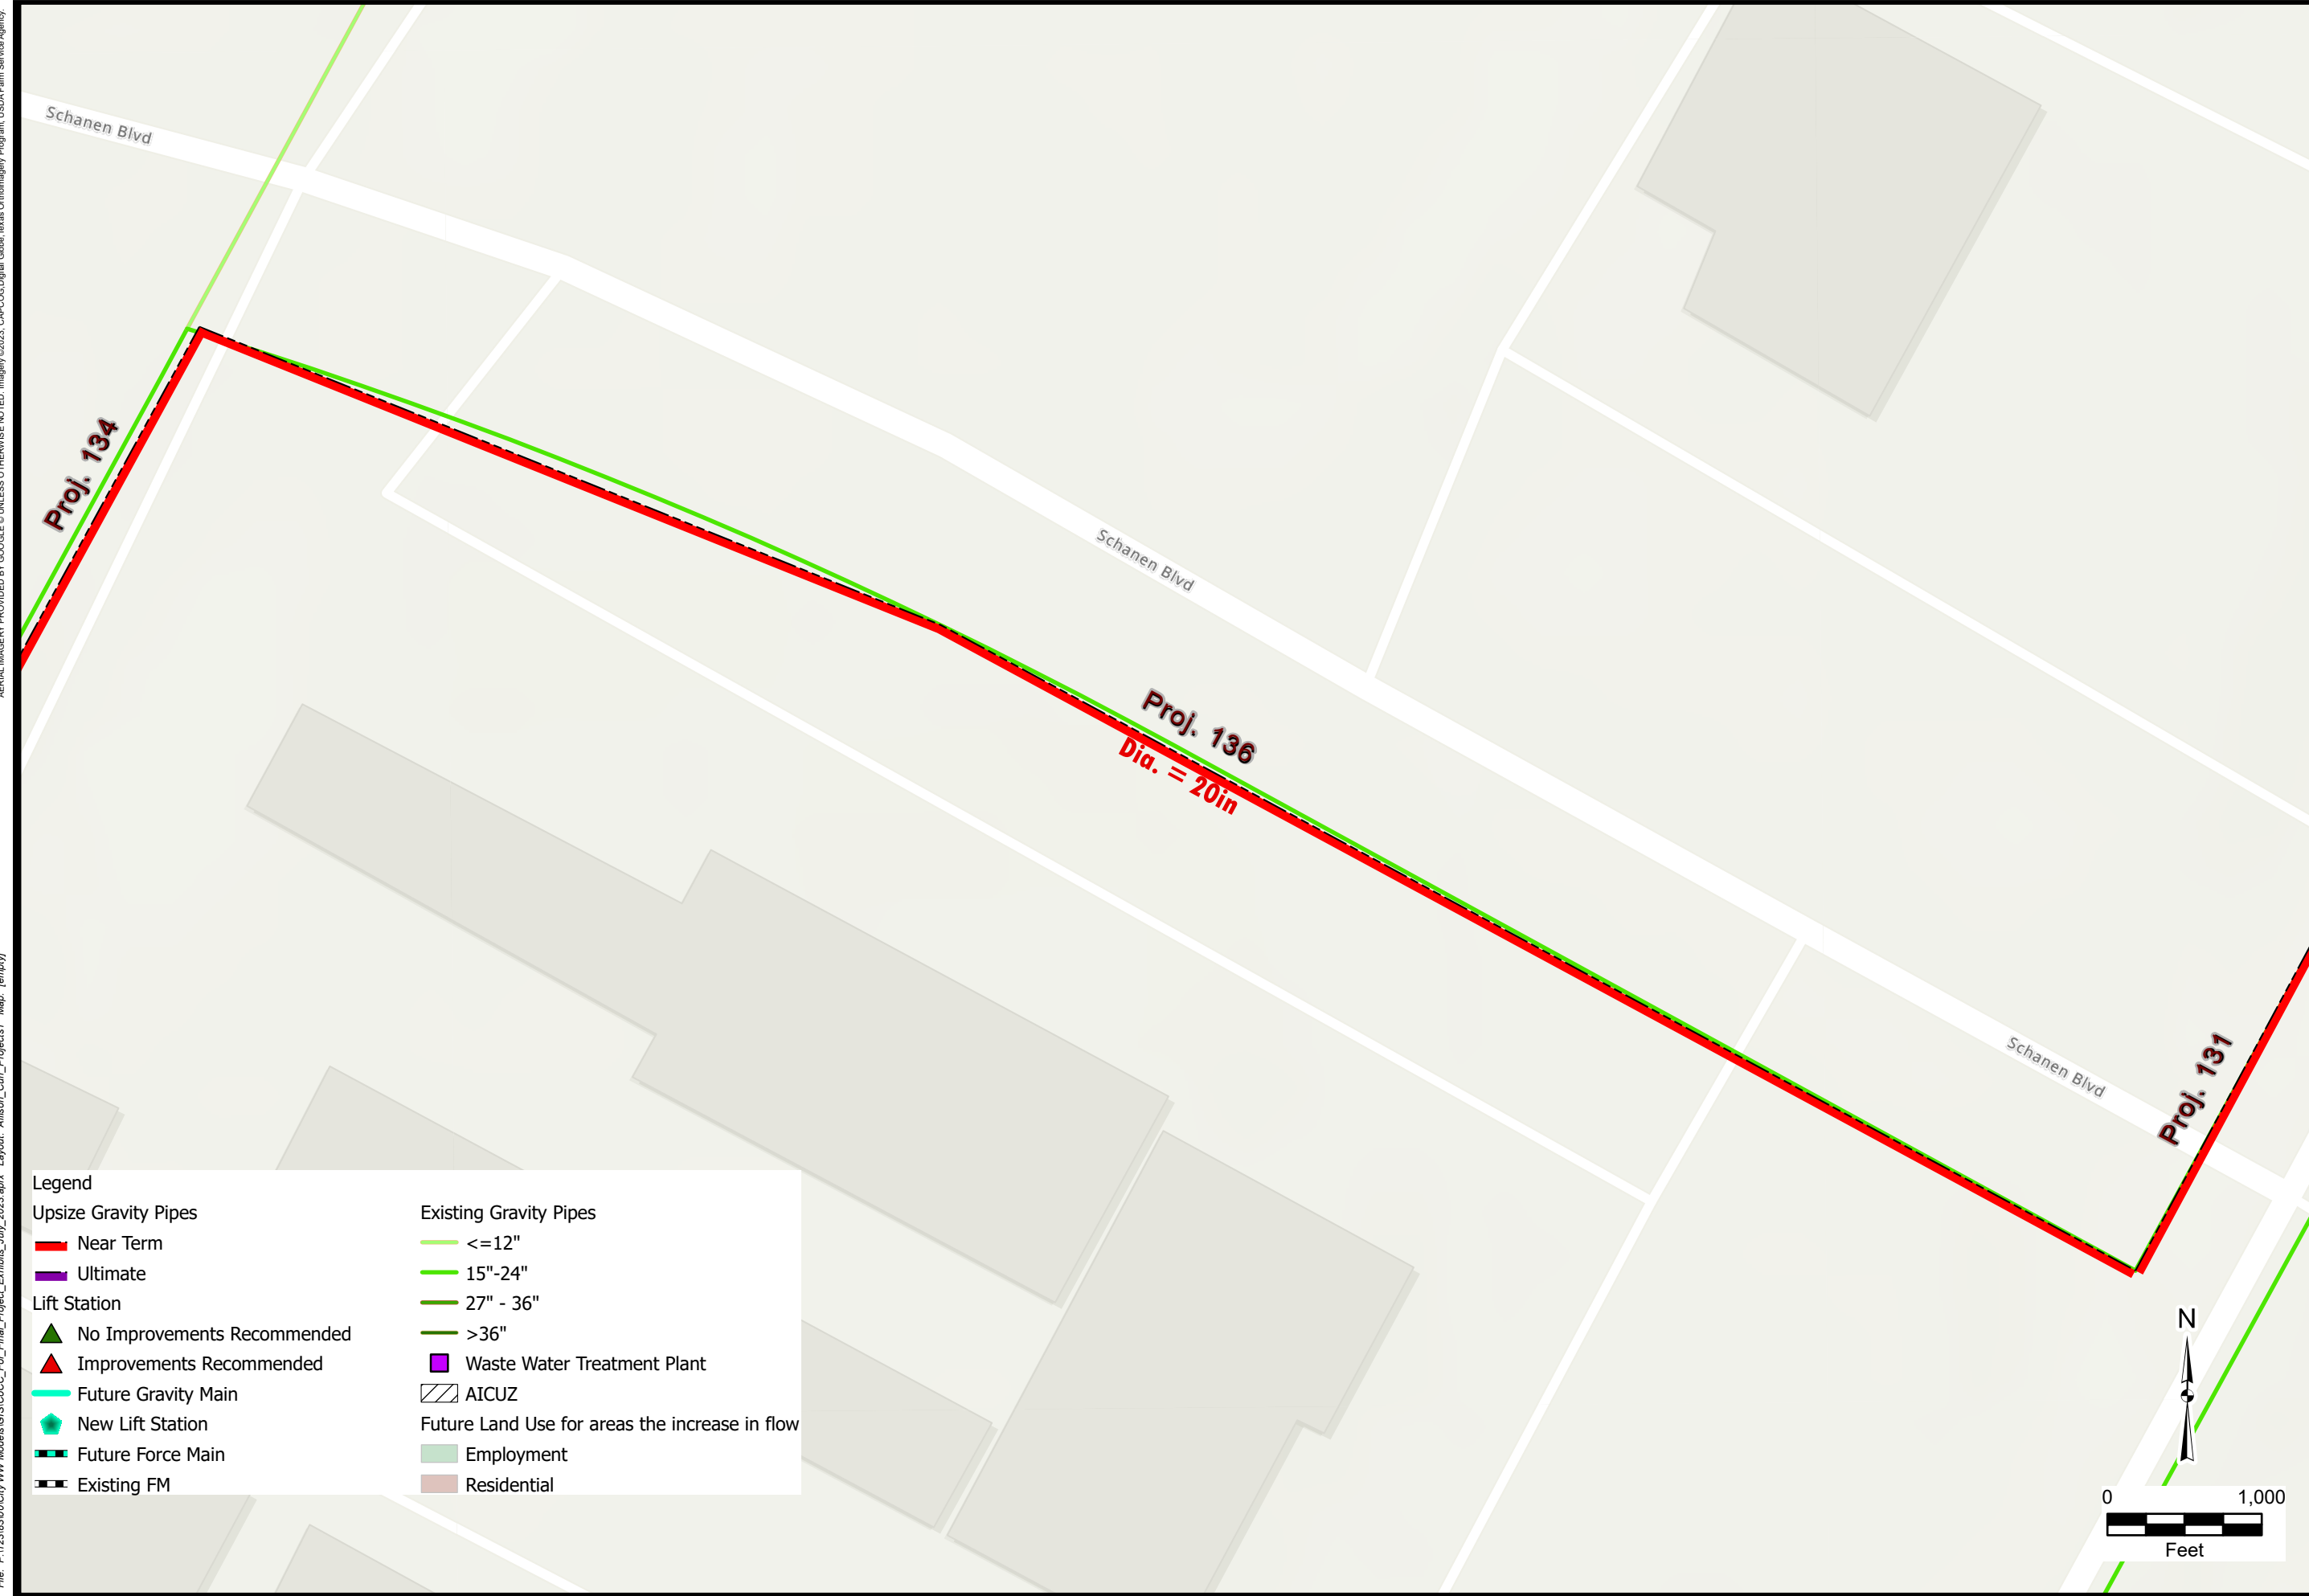 Schanen Blvd
Proj. 134
Schanen Blvd
Proj. 136
Dia. = 20in
Schanen Blvd
Proj. 131
Legend
Upsize Gravity Pipes
Near Term
Ultimate
Lift Station
No Improvements Recommended
Improvements Recommended
Future Gravity Main
New Lift Station
Future Force Main
Existing FM
Existing Gravity Pipes
<=12"
15"-24"
27" - 36"
>36"
Waste Water Treatment Plant
AICUZ
Future Land Use for areas the increase in flow
Employment
Residential
N
0 1,000
Feet